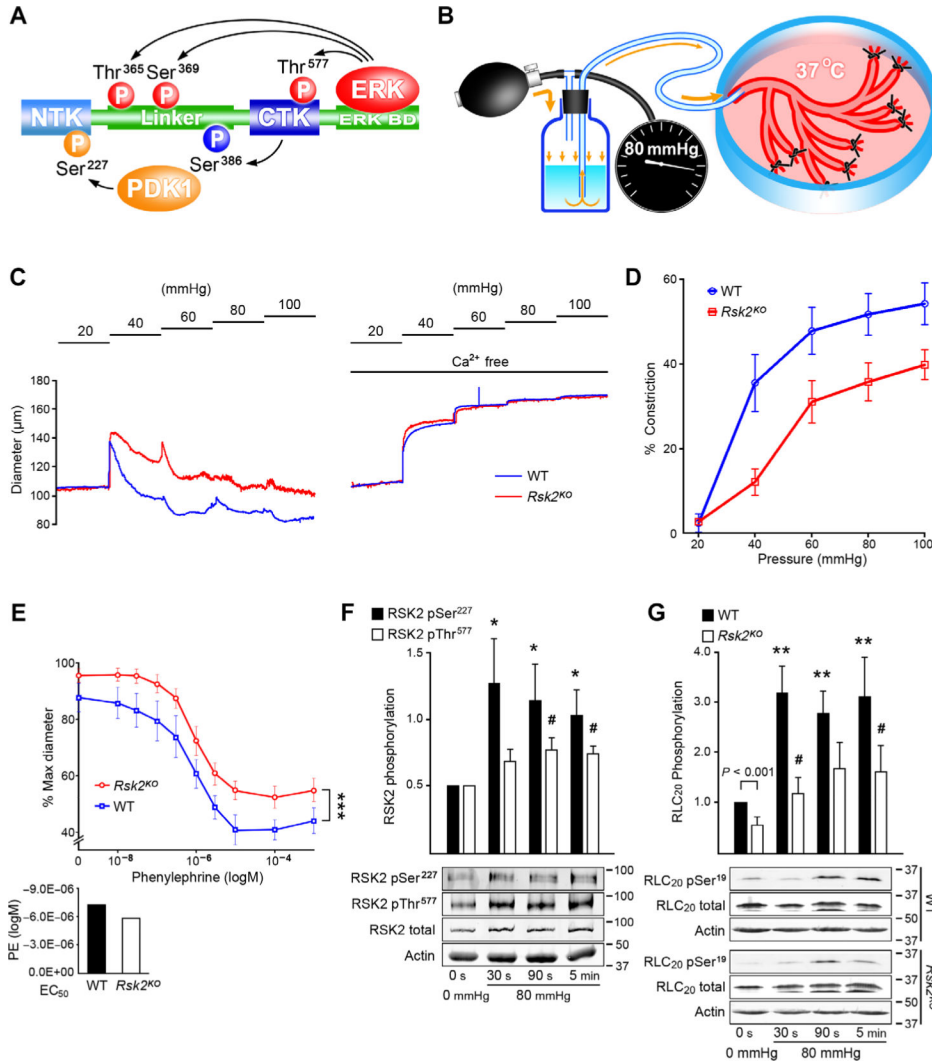 A
Thr365 Ser369
Thr577
P P P ERK
NTK Linker CTK ERK BD
P P
Ser227 Ser386
PDK1
B
37 °C
80 mmHg
C
(mmHg) (mmHg)
20 40 60 80 100 20 40 60 80 100
Ca2+ free
Diameter (µm)
180
160
140
120
100
80
WT
Rsk2KO
D
WT
Rsk2KO
% Constriction
60
40
20
0
20 40 60 80 100
Pressure (mmHg)
E
% Max diameter
100
80
60
40
Rsk2KO
WT
***
0 10−8 10−6 10−4
Phenylephrine (logM)
PE (logM)
−9.0E−06
−6.0E−06
−3.0E−06
0.0E+00
EC50 WT Rsk2KO
F
RSK2 pSer227
RSK2 pThr577
RSK2 phosphorylation
1.5
1.0
0.5
* * *
# #
RSK2 pSer227
RSK2 pThr577
RSK2 total
Actin
100
100
100
50
37
0 s 30 s 90 s 5 min
0 mmHg 80 mmHg
G
WT
Rsk2KO
RLC20 Phosphorylation
4.0
3.0
2.0
1.0
P < 0.001
** ** **
# #
RLC20 pSer19
RLC20 total
Actin
RLC20 pSer19
RLC20 total
Actin
37
37
50
37
37
37
50
37
WT
Rsk2KO
0 s 30 s 90 s 5 min
0 mmHg 80 mmHg